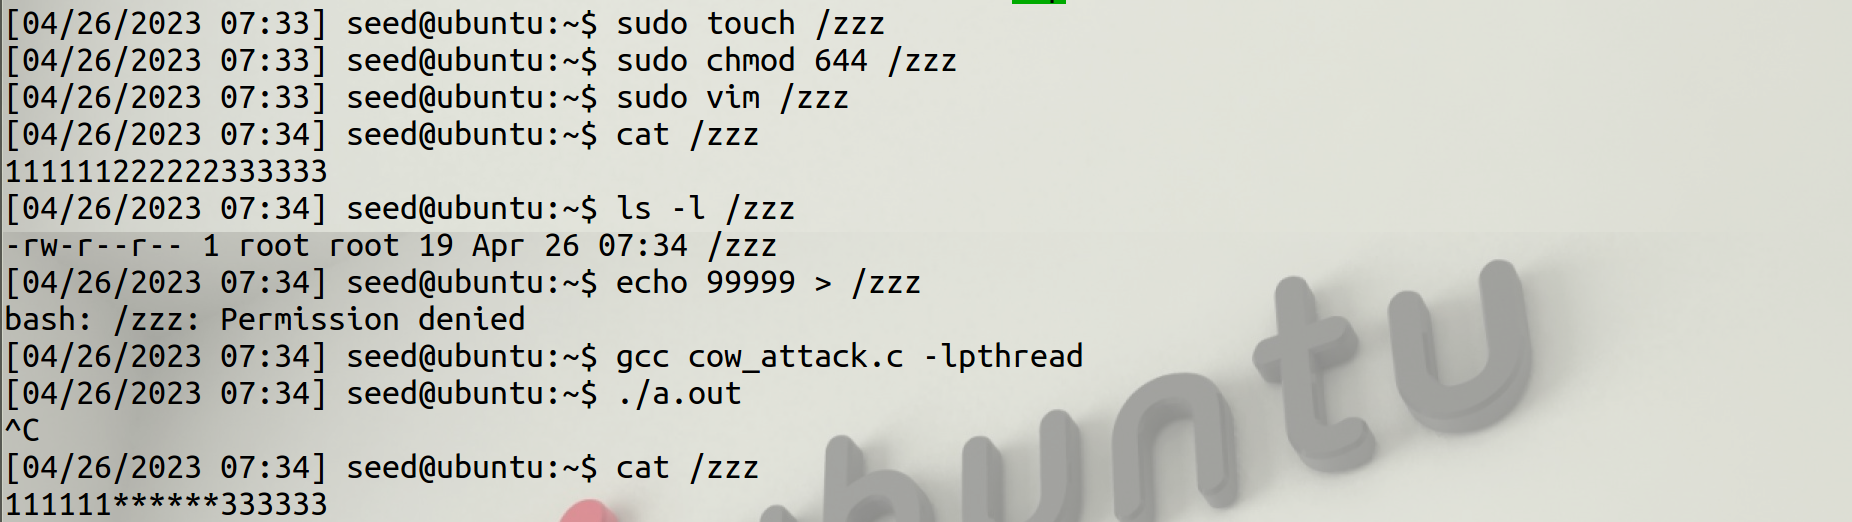 [04/26/2023 07:33] seed@ubuntu:~$ sudo touch /zzz
[04/26/2023 07:33] seed@ubuntu:~$ sudo chmod 644 /zzz
[04/26/2023 07:33] seed@ubuntu:~$ sudo vim /zzz
[04/26/2023 07:34] seed@ubuntu:~$ cat /zzz
111111222222333333
[04/26/2023 07:34] seed@ubuntu:~$ ls -l /zzz
-rw-r--r-- 1 root root 19 Apr 26 07:34 /zzz
[04/26/2023 07:34] seed@ubuntu:~$ echo 99999 > /zzz
bash: /zzz: Permission denied
[04/26/2023 07:34] seed@ubuntu:~$ gcc cow_attack.c -lpthread
[04/26/2023 07:34] seed@ubuntu:~$ ./a.out
^C
[04/26/2023 07:34] seed@ubuntu:~$ cat /zzz
111111******333333
ubuntu